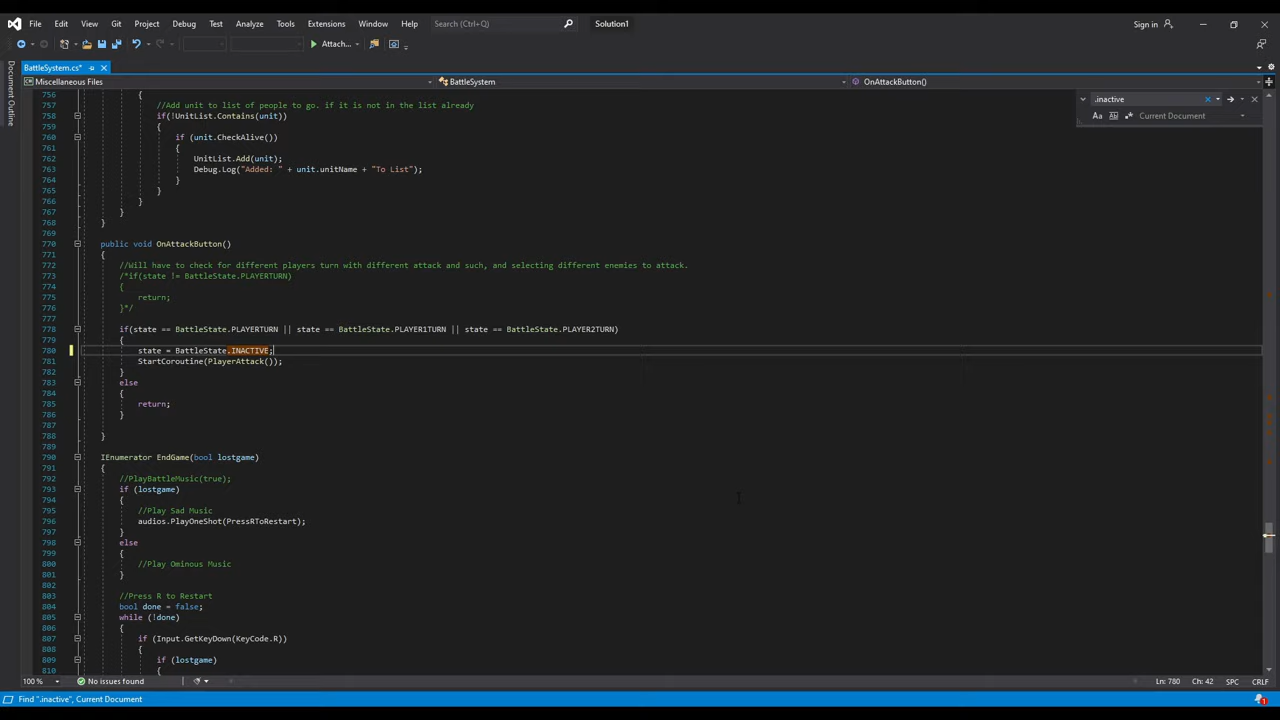 File Edit View Git Project Debug Test Analyze Tools Extensions Window Help Search (Ctrl+Q) Solution1 Sign in
Attach...
BattleSystem.cs*
Miscellaneous Files BattleSystem OnAttackButton()
Document Outline
.inactive
Current Document
756 {
757 //Add unit to list of people to go. if it is not in the list already
758 if(!UnitList.Contains(unit))
759 {
760 if (unit.CheckAlive())
761 {
762 UnitList.Add(unit);
763 Debug.Log("Added: " + unit.unitName + "To List");
764 }
765 }
766 }
767 }
768 }
769
770 public void OnAttackButton()
771 {
772 //Will have to check for different players turn with different attack and such, and selecting different enemies to attack.
773 /*if(state != BattleState.PLAYERTURN)
774 {
775 return;
776 }*/
777
778 if(state == BattleState.PLAYERTURN || state == BattleState.PLAYER1TURN || state == BattleState.PLAYER2TURN)
779 {
780 state = BattleState.INACTIVE;
781 StartCoroutine(PlayerAttack());
782 }
783 else
784 {
785 return;
786 }
787
788 }
789
790 IEnumerator EndGame(bool lostgame)
791 {
792 //PlayBattleMusic(true);
793 if (lostgame)
794 {
795 //Play Sad Music
796 audios.PlayOneShot(PressRToRestart);
797 }
798 else
799 {
800 //Play Ominous Music
801 }
802
803 //Press R to Restart
804 bool done = false;
805 while (!done)
806 {
807 if (Input.GetKeyDown(KeyCode.R))
808 {
809 if (lostgame)
810 {
100 % No issues found Ln: 780 Ch: 42 SPC CRLF
Find ".inactive", Current Document 1